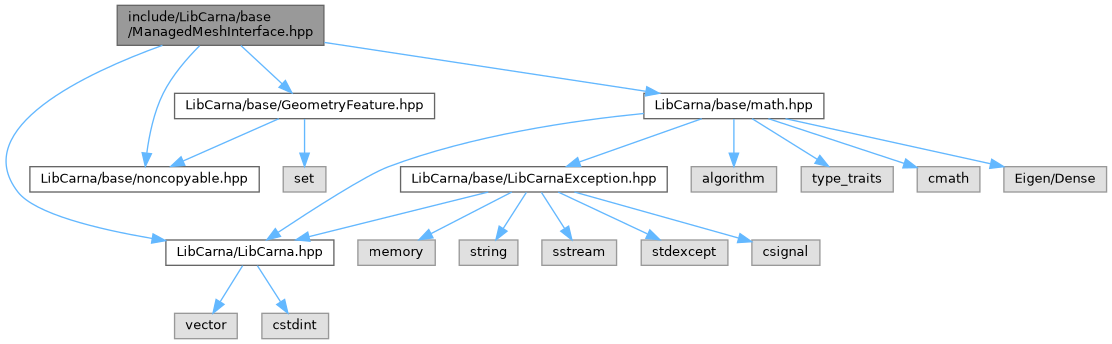 include/LibCarna/base
/ManagedMeshInterface.hpp
LibCarna/base/GeometryFeature.hpp
LibCarna/base/math.hpp
LibCarna/base/noncopyable.hpp
set
LibCarna/base/LibCarnaException.hpp
algorithm
type_traits
cmath
Eigen/Dense
LibCarna/LibCarna.hpp
memory
string
sstream
stdexcept
csignal
vector
cstdint